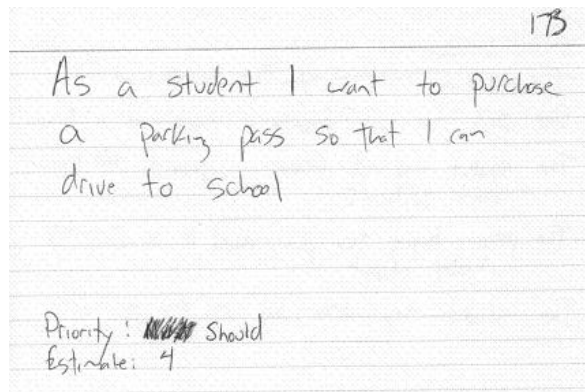 173
As a student I want to purchase
a parking pass so that I can
drive to school
Priority: Should
Estimate: 4